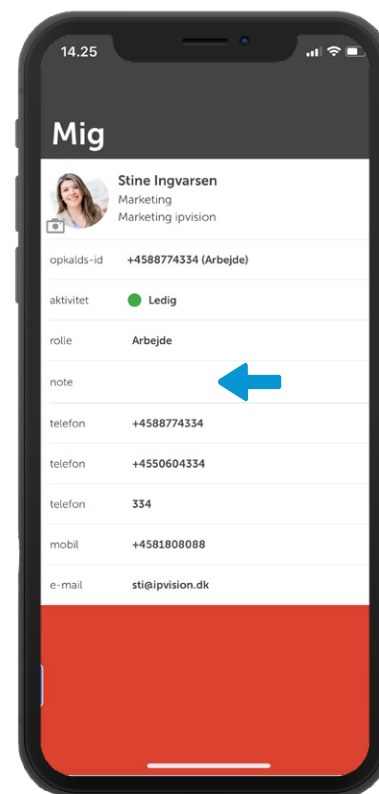 14.25
Mig
Stine Ingvarsen
Marketing
Marketing ipvision
opkalds-id +4588774334 (Arbejde)
aktivitet Ledig
rolle Arbejde
note
telefon +4588774334
telefon +4550604334
telefon 334
mobil +4581808088
e-mail sti@ipvision.dk